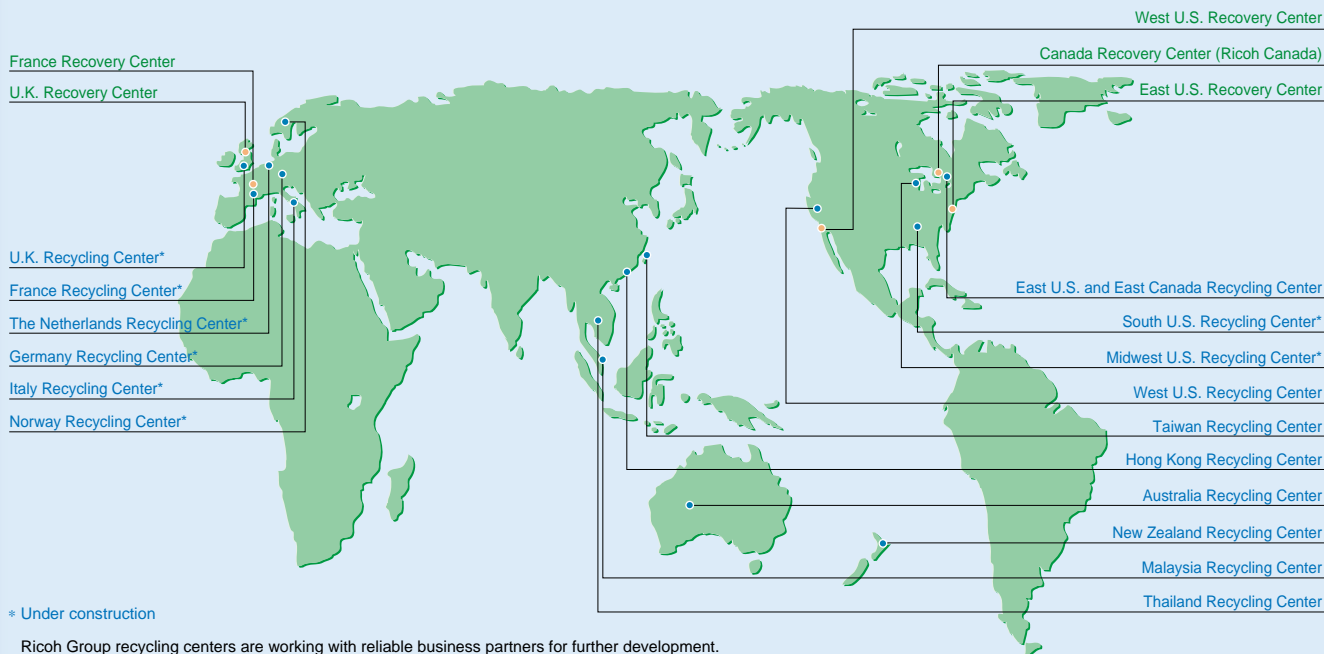 France Recovery Center
U.K. Recovery Center
U.K. Recycling Center*
France Recycling Center*
The Netherlands Recycling Center*
Germany Recycling Center*
Italy Recycling Center*
Norway Recycling Center*
West U.S. Recovery Center
Canada Recovery Center (Ricoh Canada)
East U.S. Recovery Center
East U.S. and East Canada Recycling Center
South U.S. Recycling Center*
Midwest U.S. Recycling Center*
West U.S. Recycling Center
Taiwan Recycling Center
Hong Kong Recycling Center
Australia Recycling Center
New Zealand Recycling Center
Malaysia Recycling Center
Thailand Recycling Center
* Under construction
Ricoh Group recycling centers are working with reliable business partners for further development.